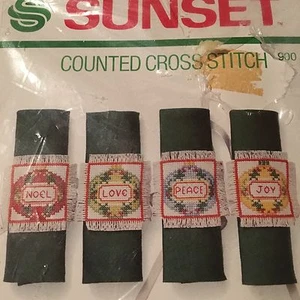 SUNSET
COUNTED CROSS STITCH 900
NOEL
LOVE
PEACE
JOY